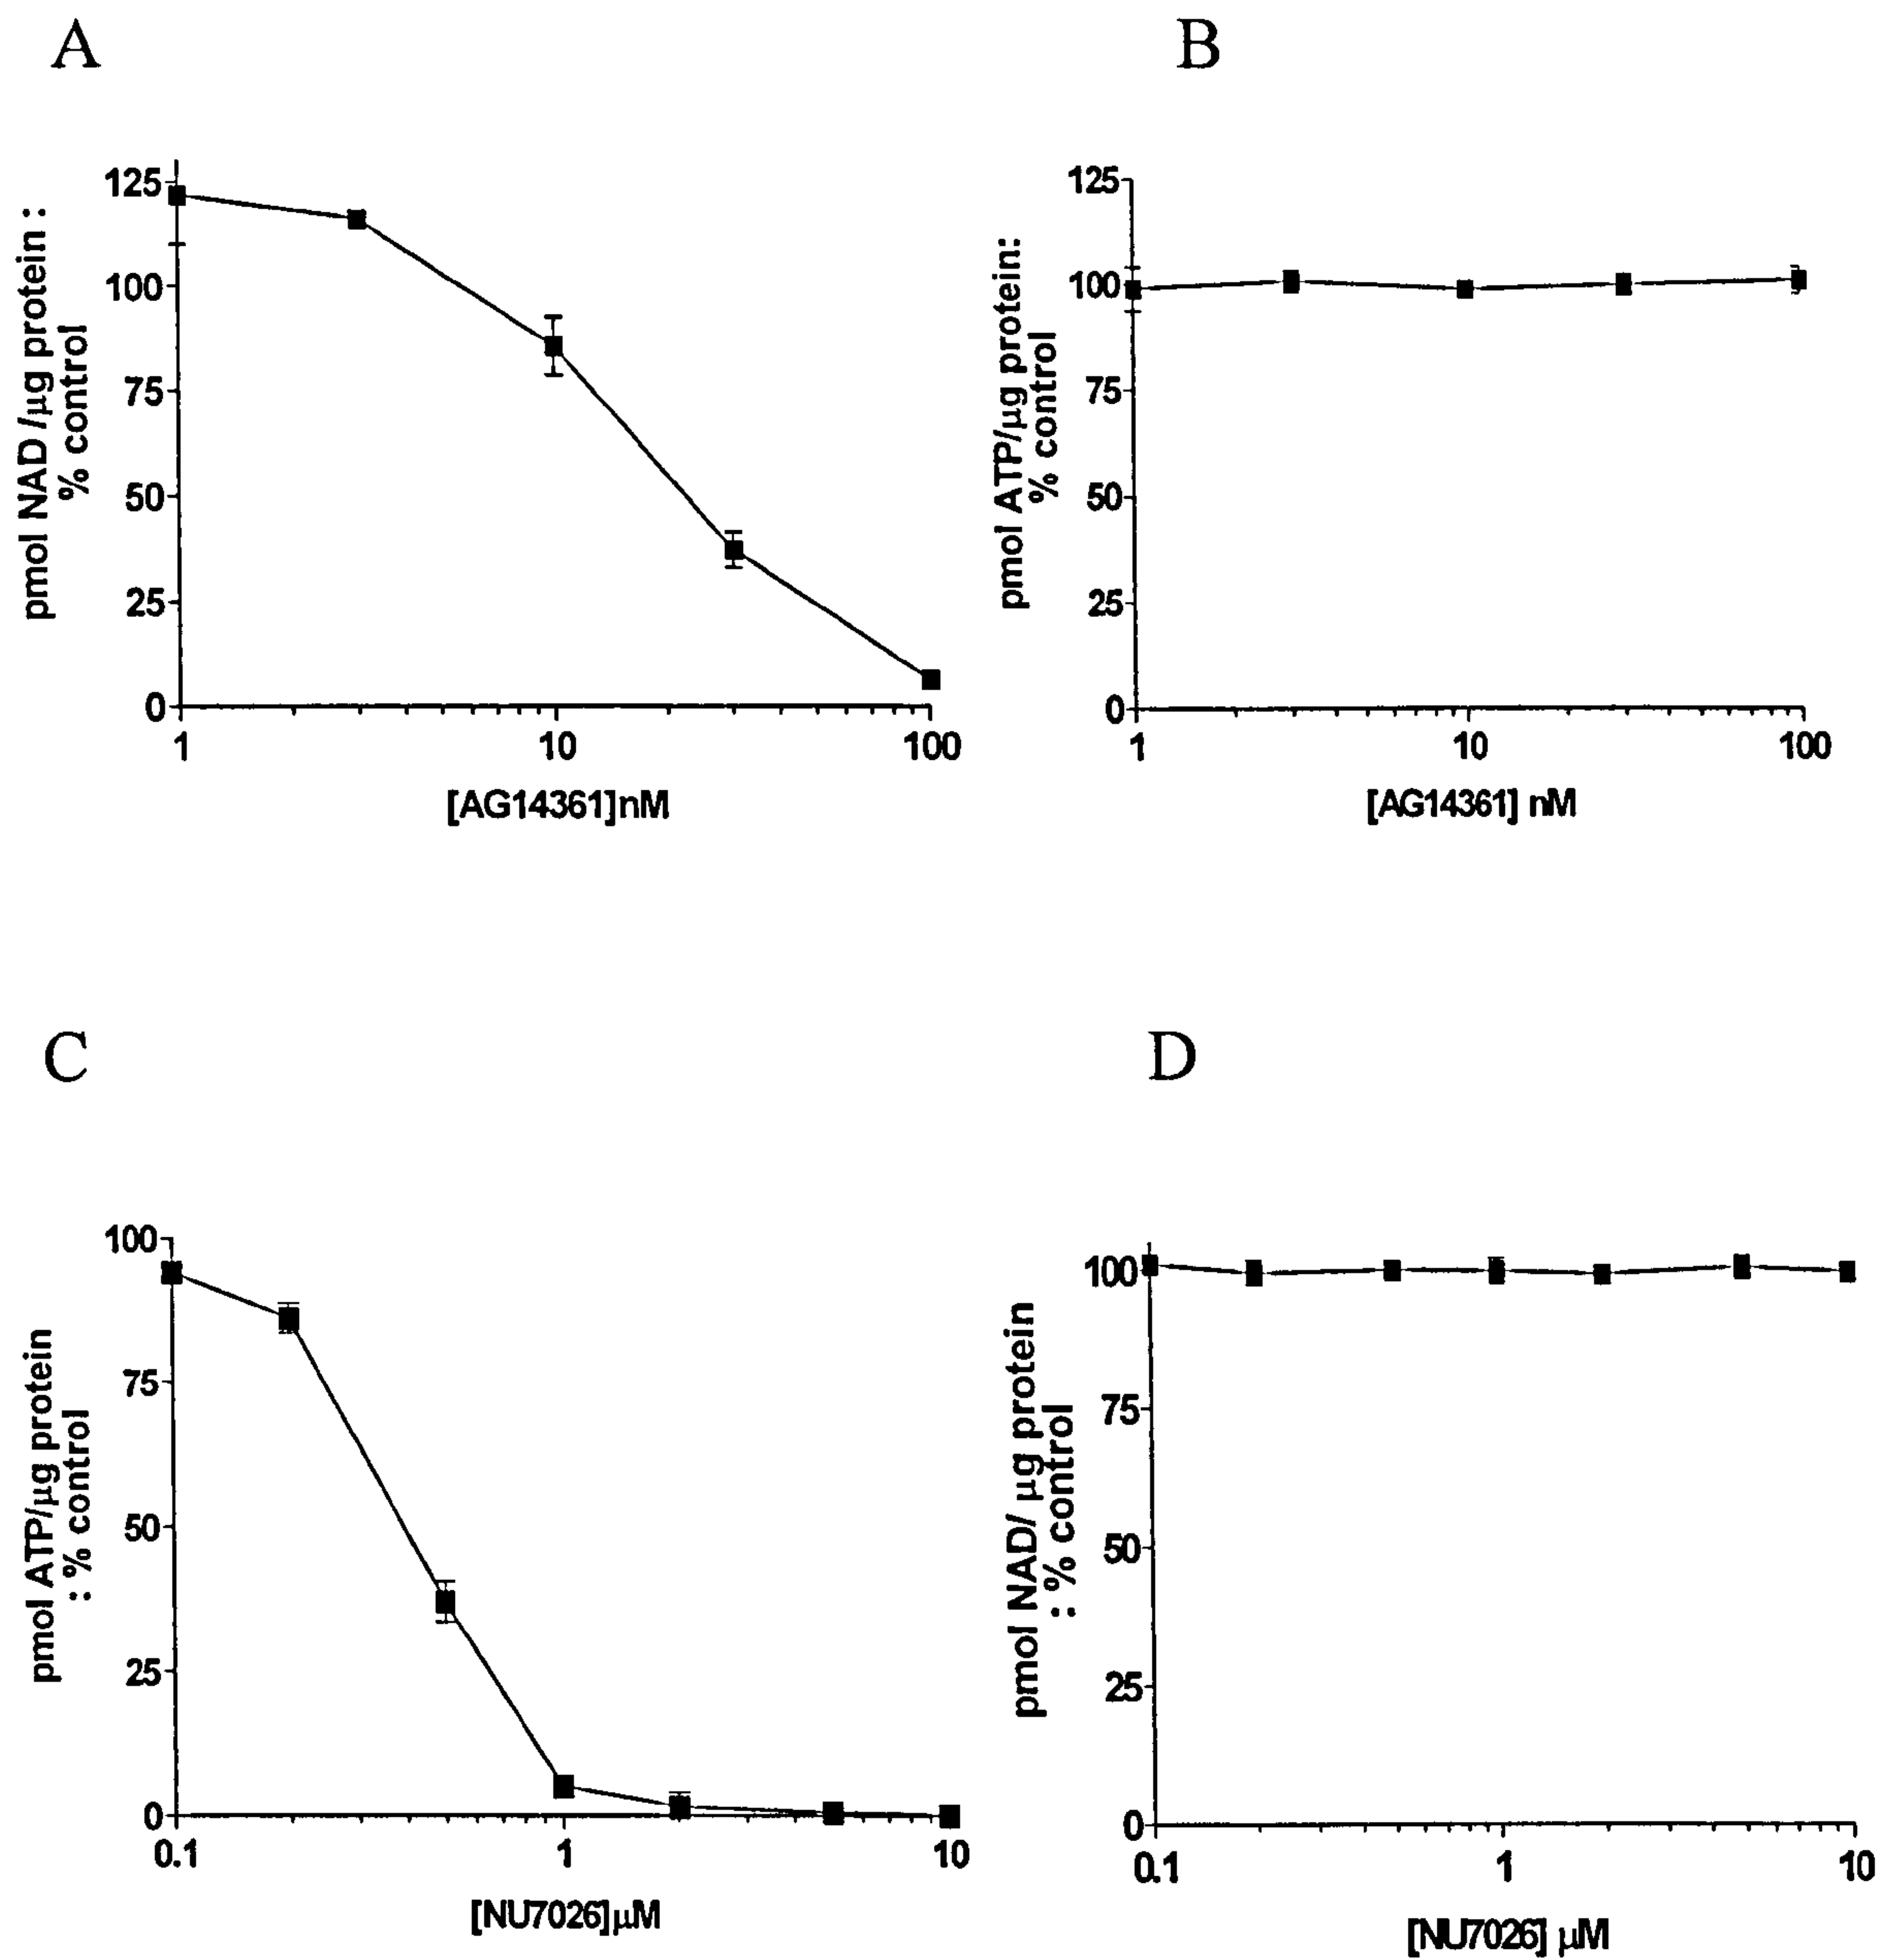 A
B
pmol NAD /μg protein :
% control
125
100
75
50
25
0
1
10
100
[AG14361]nM
pmol ATP/μg protein:
% control
125
100
75
50
25
0
1
10
100
[AG14361] nM
C
D
pmol ATP/μg protein
: % control
100
75
50
25
0
0.1
1
10
[NU7026]μM
pmol NAD/ μg protein
: % control
100
75
50
25
0
0.1
1
10
[NU7026] μM